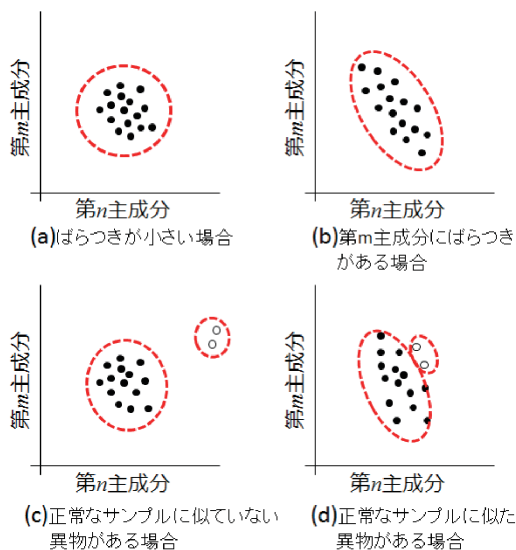 第m主成分
第n主成分
(a)ばらつきが小さい場合
第m主成分
第n主成分
(b)第m主成分にばらつき
がある場合
第m主成分
第n主成分
(c)正常なサンプルに似ていない
異物がある場合
第m主成分
第n主成分
(d)正常なサンプルに似た
異物がある場合